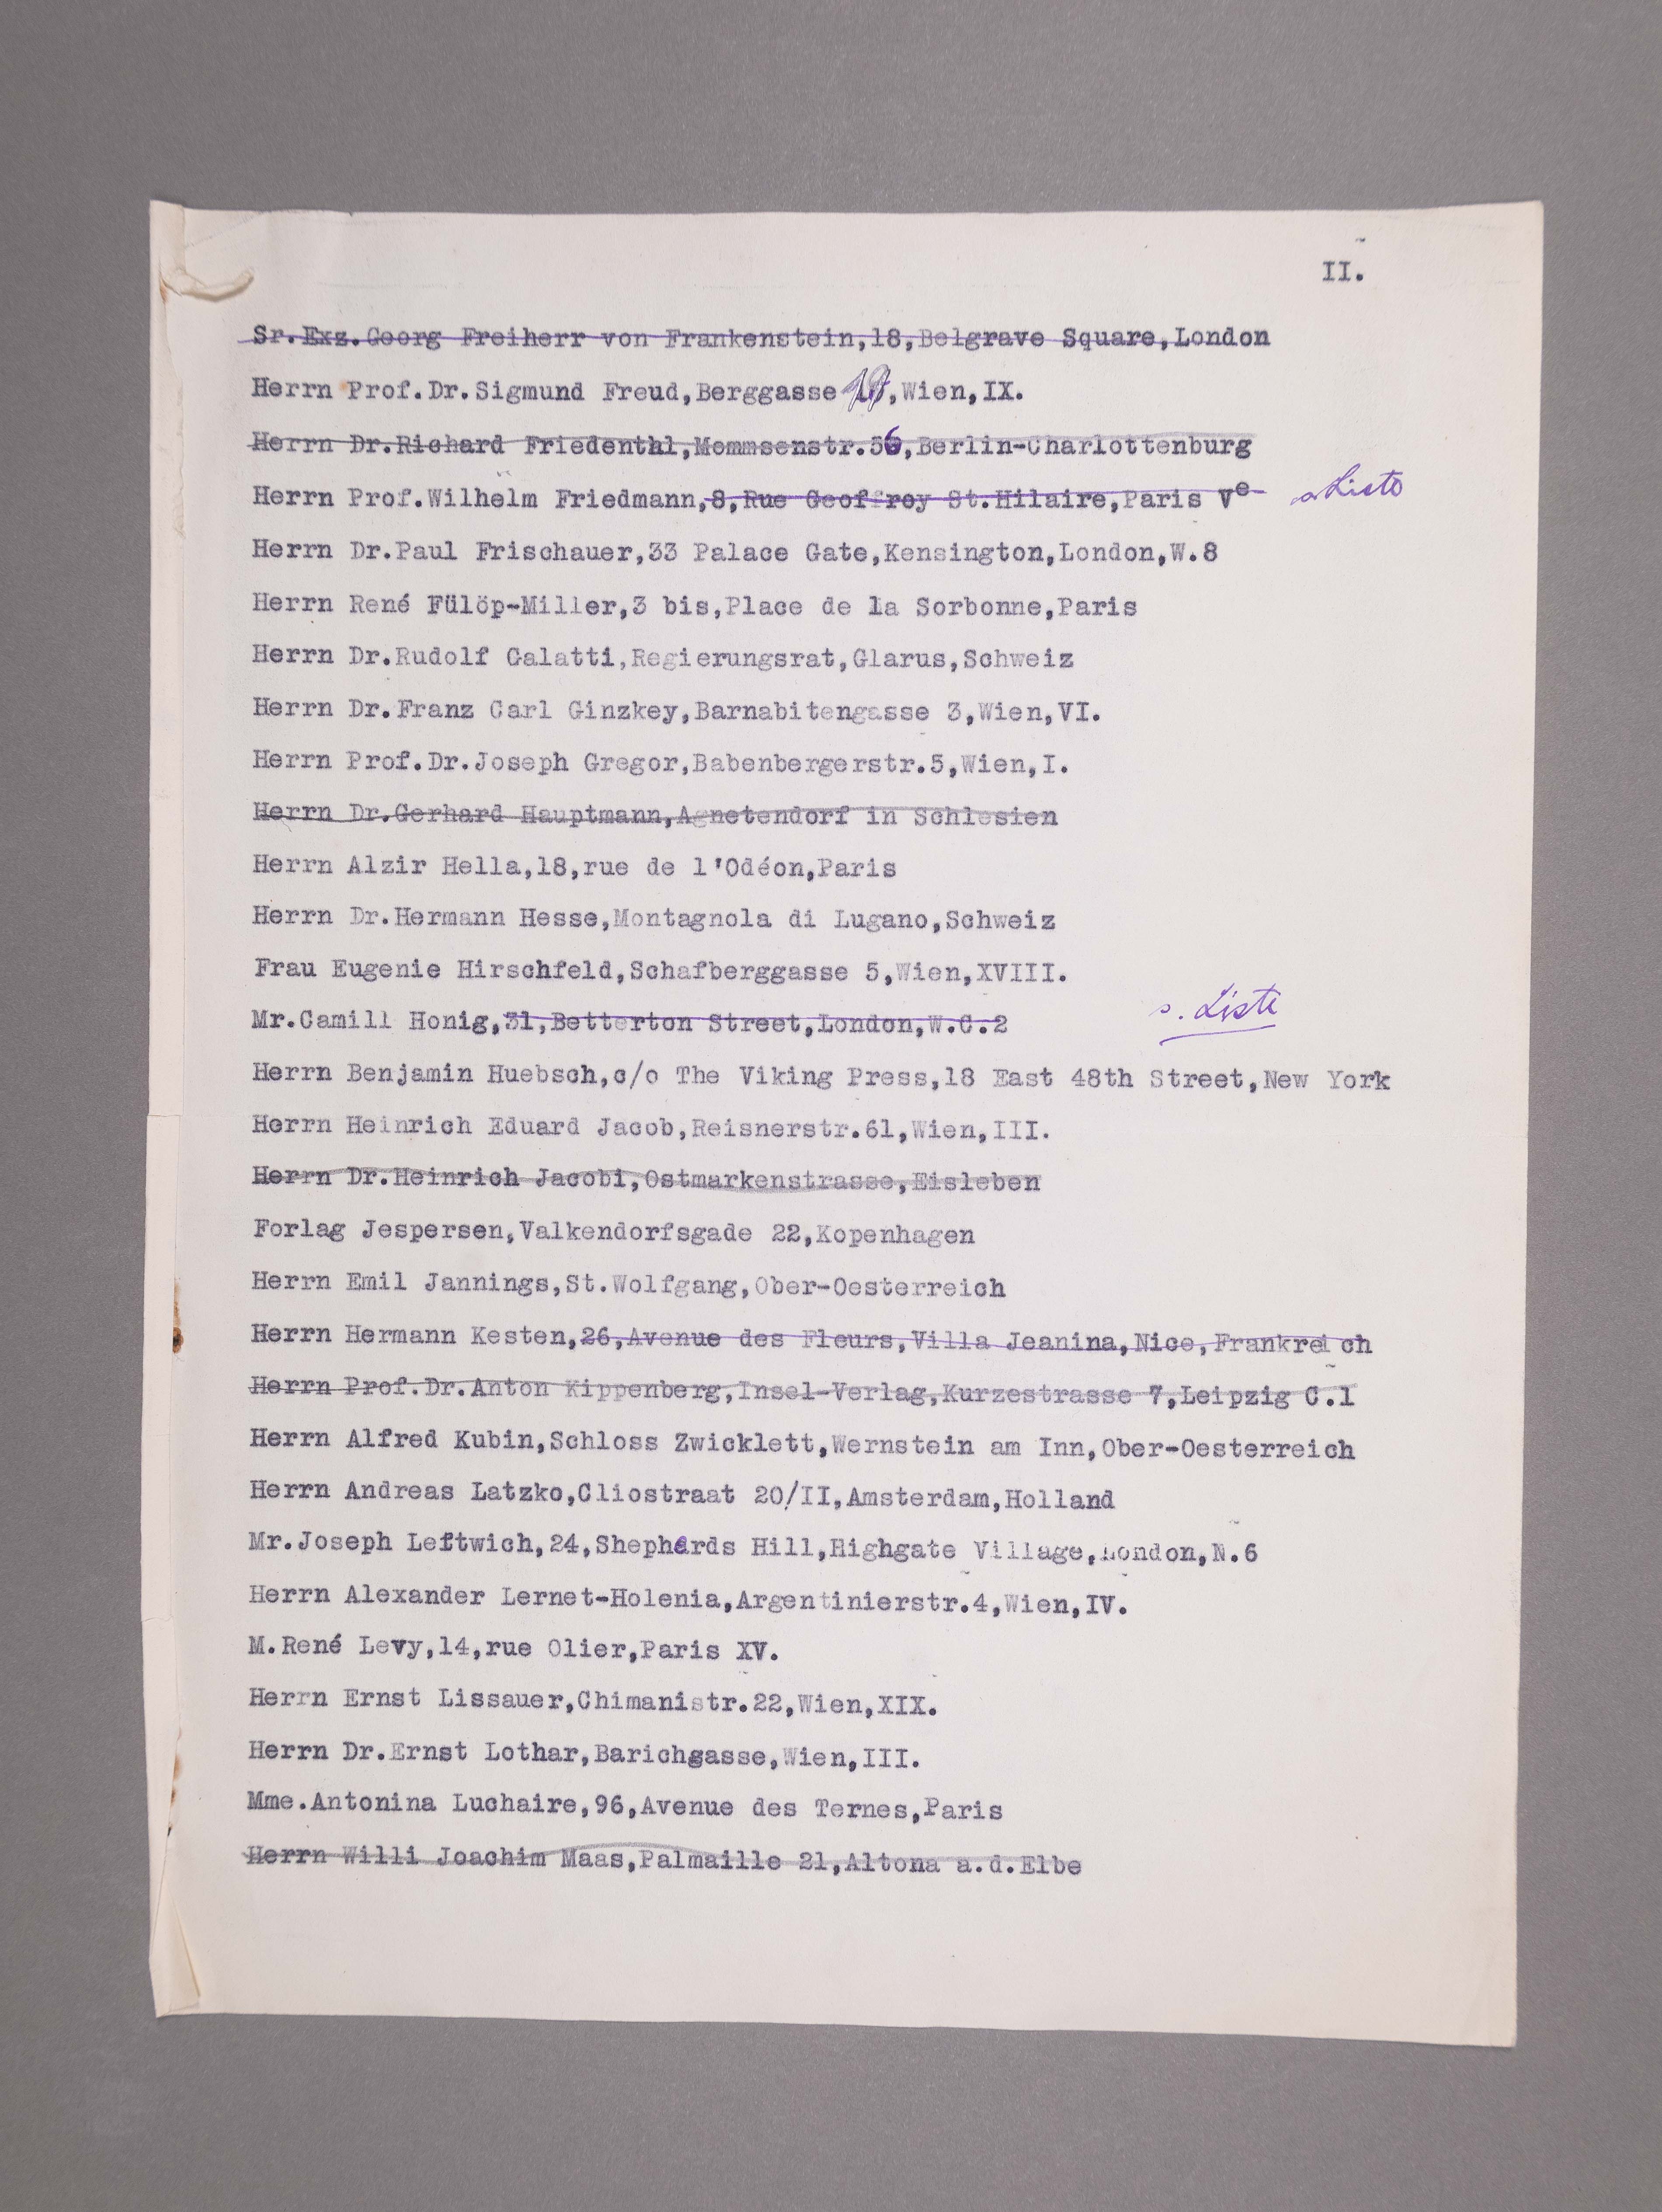 II.
Sr.Exz.Georg Freiherr von Frankenstein,18,Belgrave Square,London
Herrn Prof.Dr.Sigmund Freud,Berggasse 19,Wien,IX.
Herrn Dr.Richard Friedenthal,Mommsenstr.56,Berlin-Charlottenburg
Herrn Prof.Wilhelm Friedmann,8,Rue Geoffroy St.Hilaire,Paris Ve s. Liste
Herrn Dr.Paul Frischauer,33 Palace Gate,Kensington,London,W.8
Herrn René Fülöp-Miller,3 bis,Place de la Sorbonne,Paris
Herrn Dr.Rudolf Galatti,Regierungsrat,Glarus,Schweiz
Herrn Dr.Franz Carl Ginzkey,Barnabitengasse 3,Wien,VI.
Herrn Prof.Dr.Joseph Gregor,Babenbergerstr.5,Wien,I.
Herrn Dr.Gerhard Hauptmann,Agnetendorf in Schlesien
Herrn Alzir Hella,18,rue de l'Odéon,Paris
Herrn Dr.Hermann Hesse,Montagnola di Lugano,Schweiz
Frau Eugenie Hirschfeld,Schafberggasse 5,Wien,XVIII.
Mr.Camill Honig,31,Betterton Street,London,W.C.2 s. Liste
Herrn Benjamin Huebsch,c/o The Viking Press,18 East 48th Street,New York
Herrn Heinrich Eduard Jacob,Reisnerstr.61,Wien,III.
Herrn Dr.Heinrich Jacobi,Ostmarkenstrasse,Eisleben
Forlag Jespersen,Valkendorfsgade 22,Kopenhagen
Herrn Emil Jannings,St.Wolfgang,Ober-Oesterreich
Herrn Hermann Kesten,26,Avenue des Fleurs,Villa Jeanina,Nice,Frankreich
Herrn Prof.Dr.Anton Kippenberg,Insel-Verlag,Kurzestrasse 7,Leipzig C.1
Herrn Alfred Kubin,Schloss Zwicklett,Wernstein am Inn,Ober-Oesterreich
Herrn Andreas Latzko,Cliostraat 20/II,Amsterdam,Holland
Mr.Joseph Leftwich,24,Shepherds Hill,Highgate Village,London,N.6
Herrn Alexander Lernet-Holenia,Argentinierstr.4,Wien,IV.
M.René Levy,14,rue Olier,Paris XV.
Herrn Ernst Lissauer,Chimanistr.22,Wien,XIX.
Herrn Dr.Ernst Lothar,Barichgasse,Wien,III.
Mme.Antonina Luchaire,96,Avenue des Ternes,Paris
Herrn Willi Joachim Maas,Palmaille 21,Altona a.d.Elbe